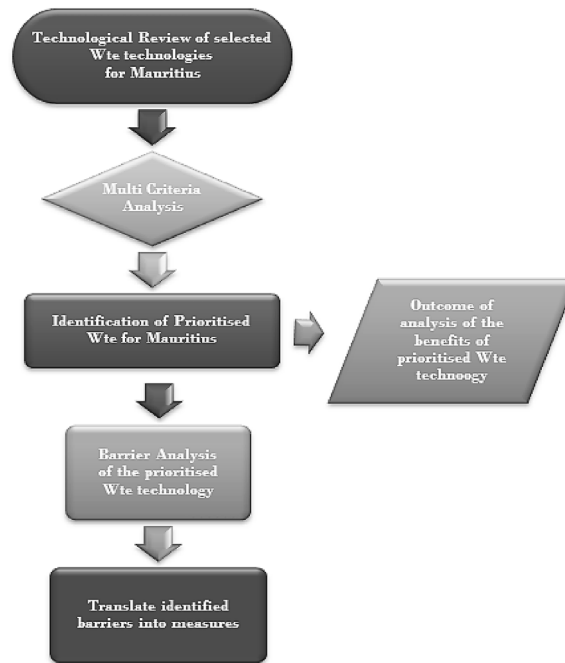 Technological Review of selected
Wte technologies
for Mauritius
Multi Criteria
Analysis
Identification of Prioritised
Wte for Mauritius
Outcome of
analysis of the
benefits of
prioritised Wte
technoogy
Barrier Analysis
of the prioritised
Wte technology
Translate identified
barriers into measures